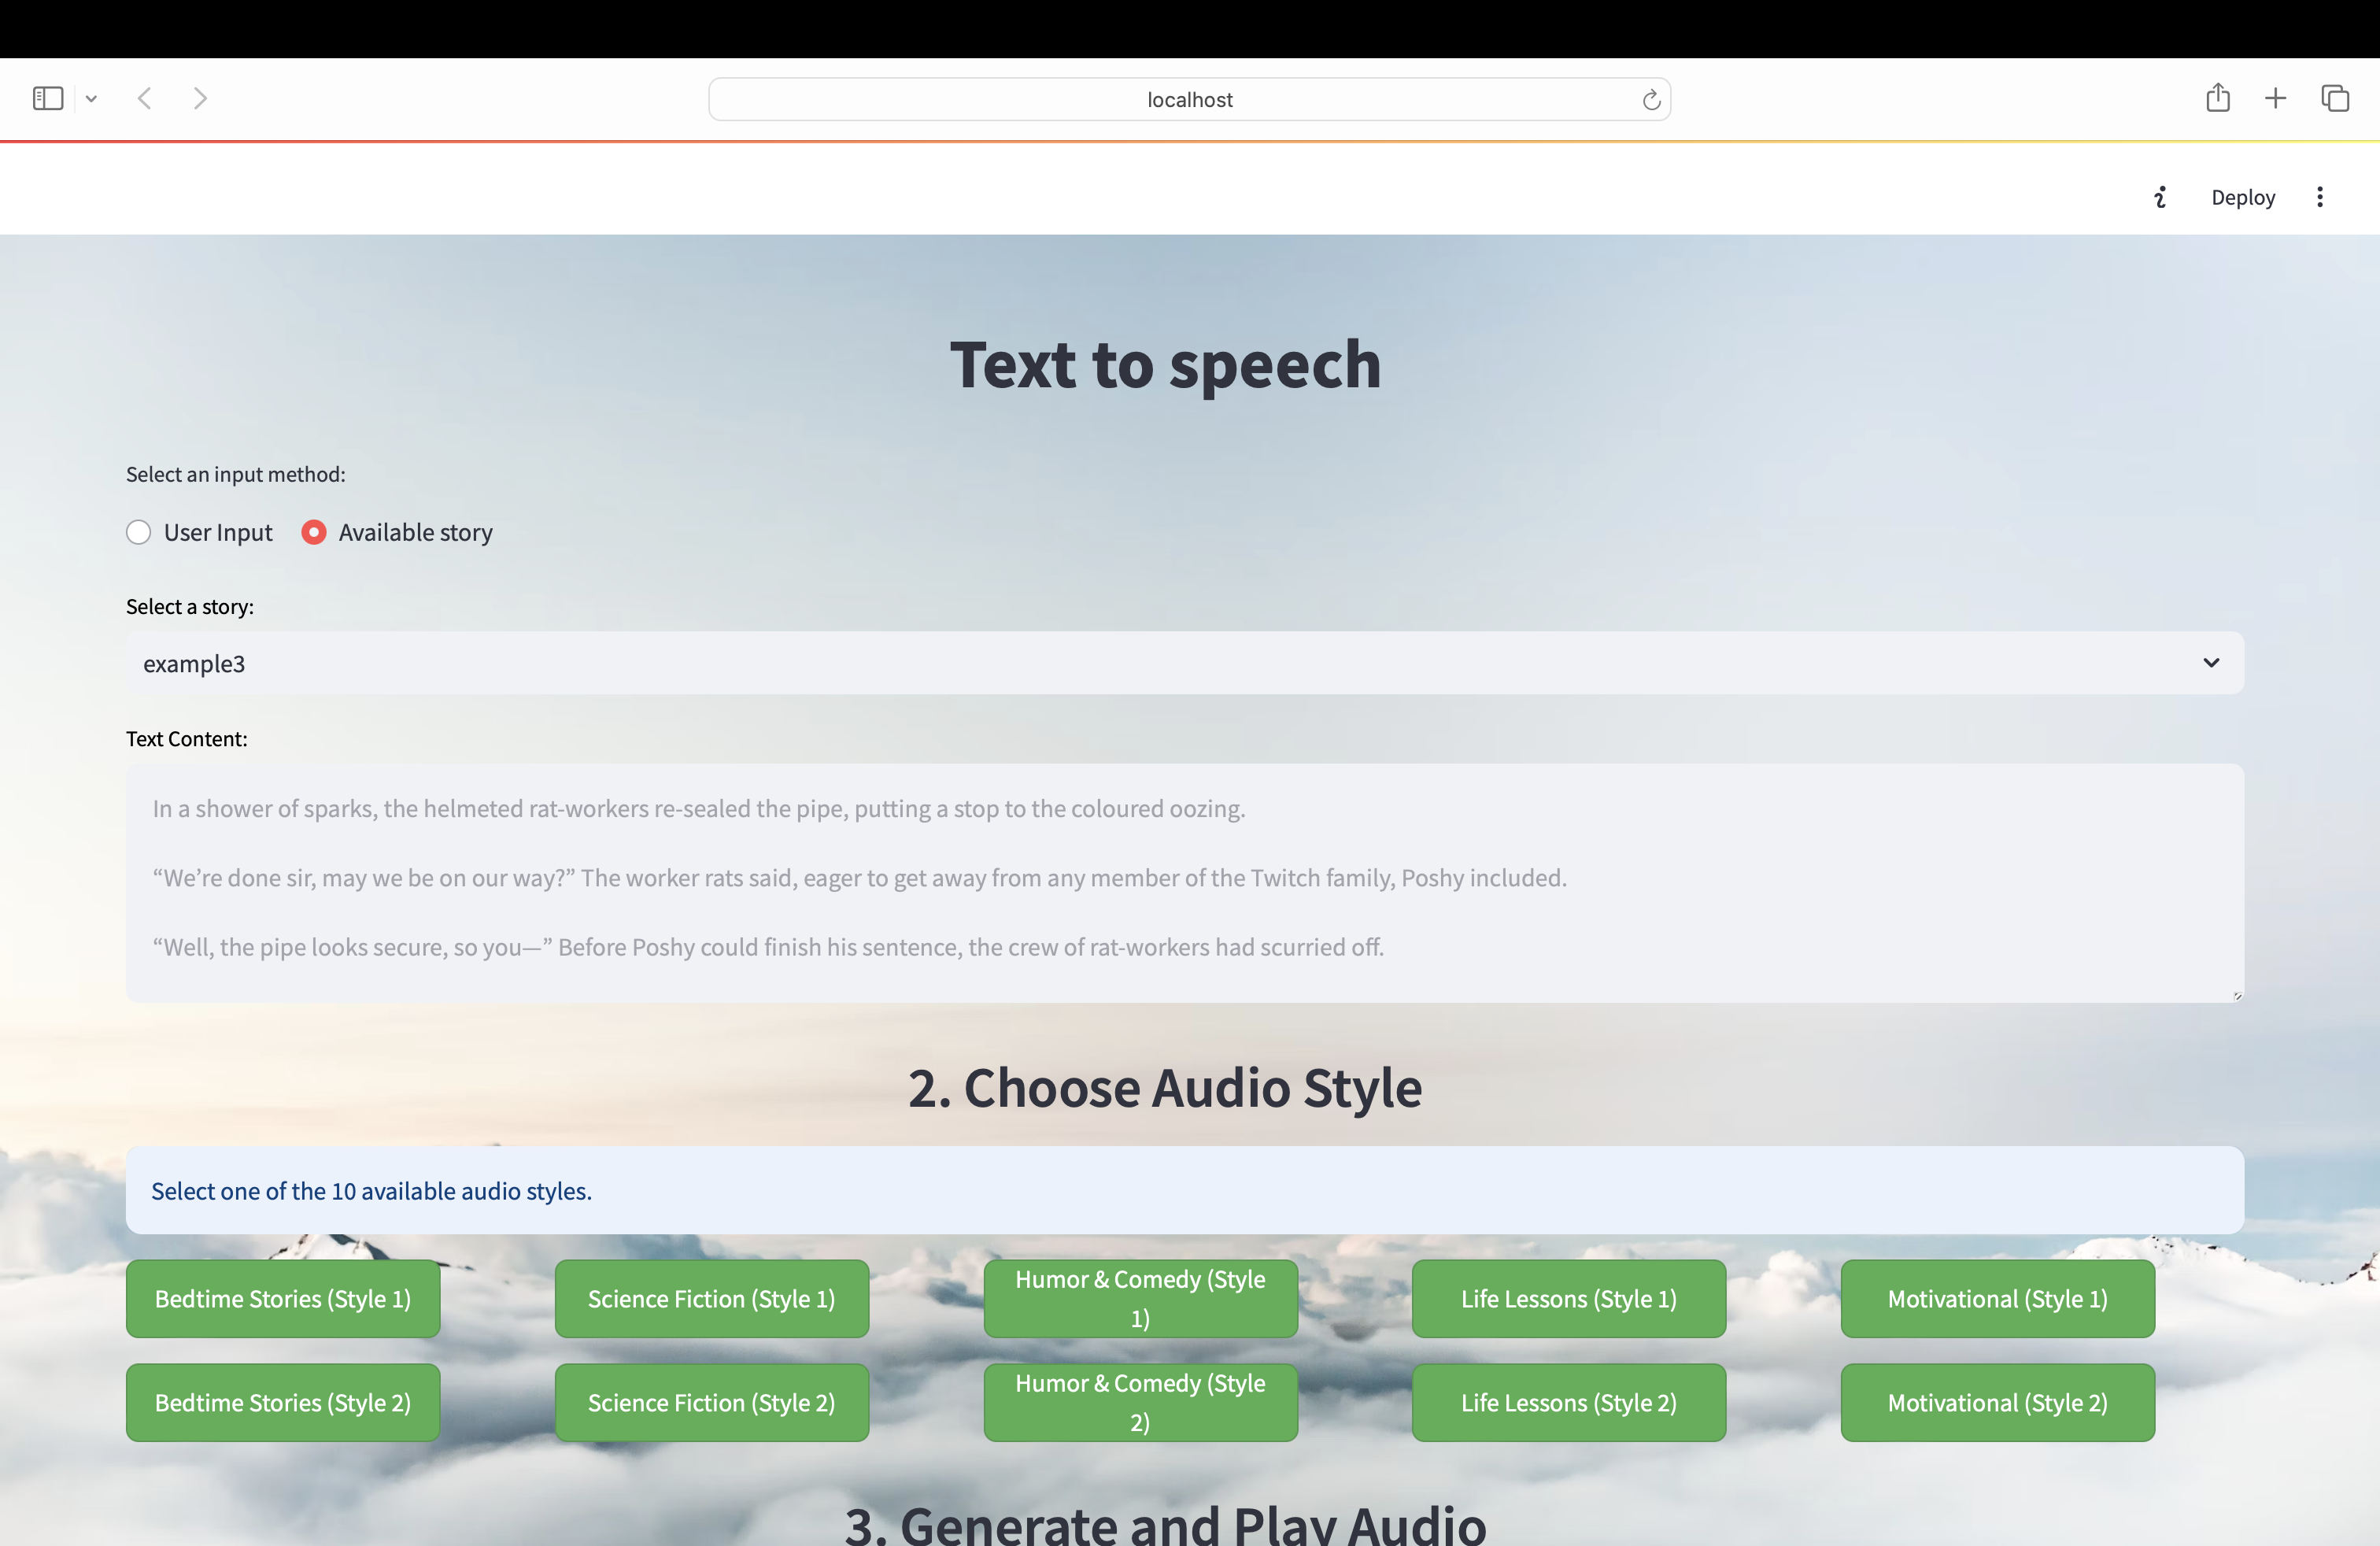 localhost
Deploy
Text to speech
Select an input method:
User Input Available story
Select a story:
example3
Text Content:
In a shower of sparks, the helmeted rat-workers re-sealed the pipe, putting a stop to the coloured oozing.
“We’re done sir, may we be on our way?” The worker rats said, eager to get away from any member of the Twitch family, Poshy included.
“Well, the pipe looks secure, so you—” Before Poshy could finish his sentence, the crew of rat-workers had scurried off.
2. Choose Audio Style
Select one of the 10 available audio styles.
Bedtime Stories (Style 1)
Science Fiction (Style 1)
Humor & Comedy (Style
1)
Life Lessons (Style 1)
Motivational (Style 1)
Bedtime Stories (Style 2)
Science Fiction (Style 2)
Humor & Comedy (Style
2)
Life Lessons (Style 2)
Motivational (Style 2)
3. Generate and Play Audio